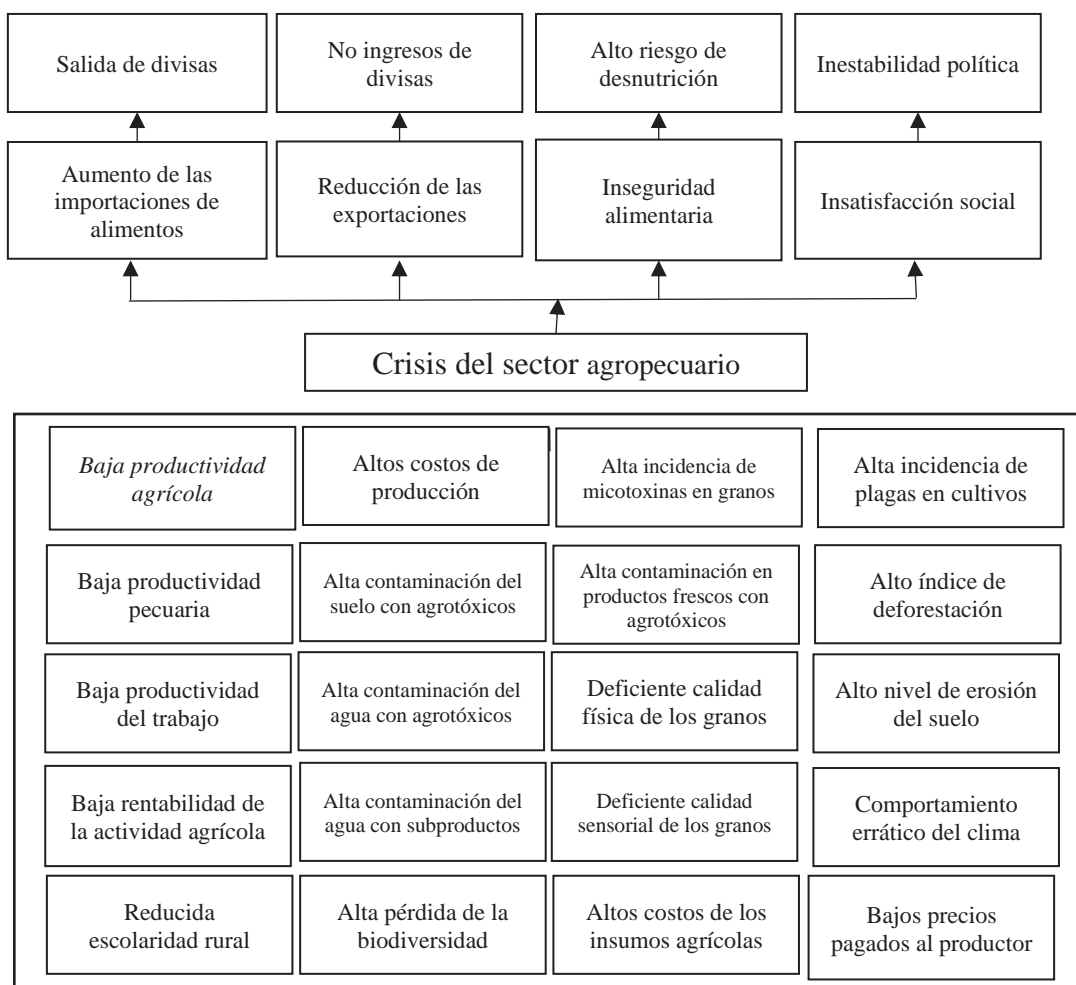 Salida de divisas
No ingresos de
divisas
Alto riesgo de
desnutrición
Inestabilidad política
Aumento de las
importaciones de
alimentos
Reducción de las
exportaciones
Inseguridad
alimentaria
Insatisfacción social
Crisis del sector agropecuario
Baja productividad
agrícola
Altos costos de
producción
Alta incidencia de
micotoxinas en granos
Alta incidencia de
plagas en cultivos
Baja productividad
pecuaria
Alta contaminación del
suelo con agrotóxicos
Alta contaminación en
productos frescos con
agrotóxicos
Alto índice de
deforestación
Baja productividad
del trabajo
Alta contaminación del
agua con agrotóxicos
Deficiente calidad
física de los granos
Alto nivel de erosión
del suelo
Baja rentabilidad de
la actividad agrícola
Alta contaminación del
agua con subproductos
Deficiente calidad
sensorial de los granos
Comportamiento
errático del clima
Reducida
escolaridad rural
Alta pérdida de la
biodiversidad
Altos costos de los
insumos agrícolas
Bajos precios
pagados al productor